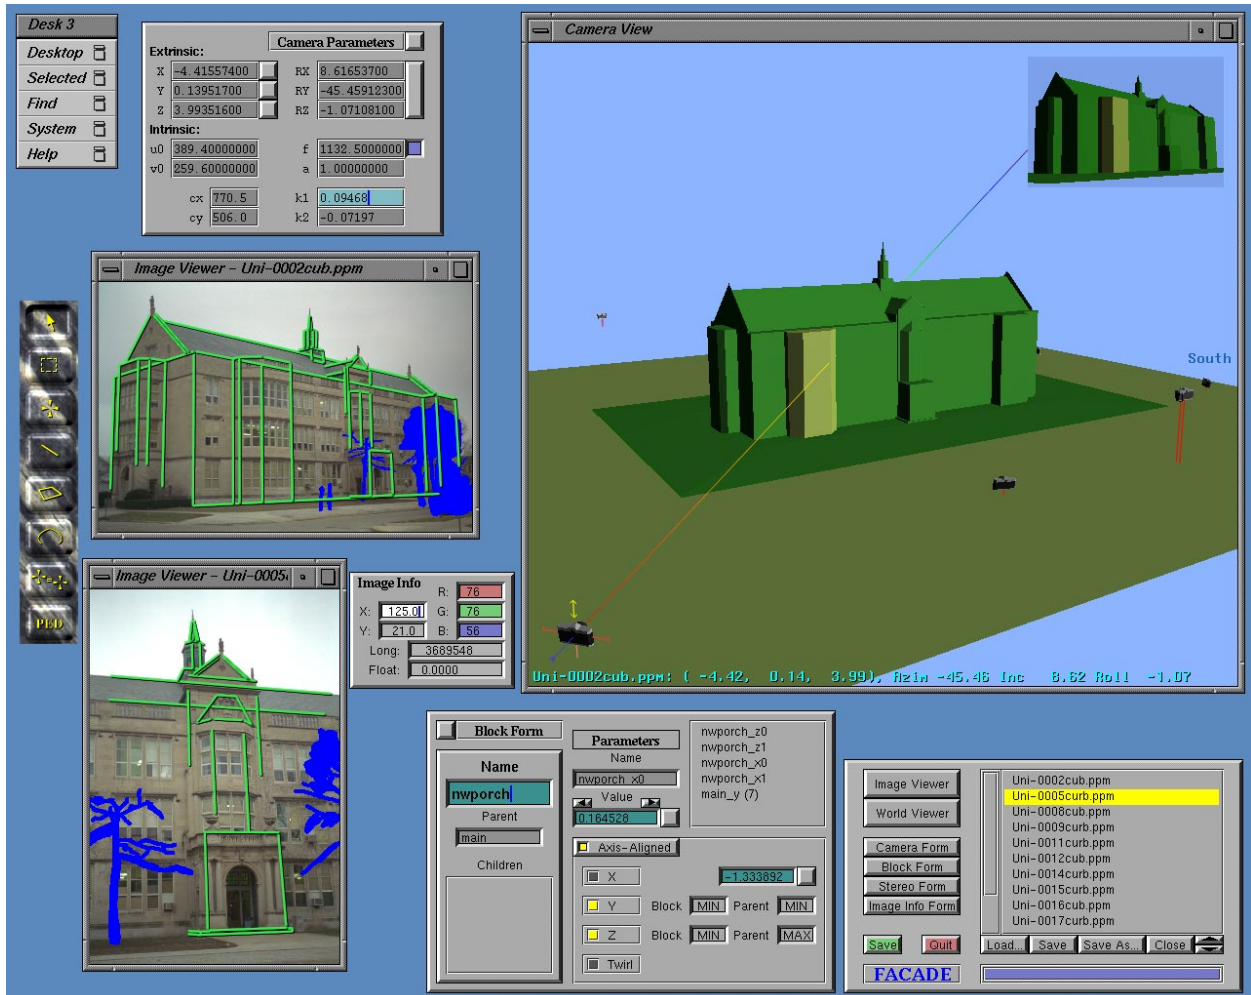 Desk 3
Desktop
Selected
Find
System
Help
Camera Parameters
Extrinsic:
X -4.41557400 RX 8.61653700
Y 0.13951700 RY -45.45912300
Z 3.99351600 RZ -1.07108100
Intrinsic:
u0 389.40000000 f 1132.5000000
v0 259.60000000 a 1.00000000
cx 770.5 k1 0.09468
cy 506.0 k2 -0.07197
Camera View
South
Uni-0002cub.ppm: ( -4.42, 0.14, 3.99), Azim -45.46 Inc 8.62 Roll -1.07
Image Viewer - Uni-0002cub.ppm
PED
Image Viewer - Uni-0005
Image Info
R: 76
X: 125.0 G: 76
Y: 21.0 B: 56
Long: 3689548
Float: 0.0000
Block Form
Name
nwporch
Parent
main
Children
Parameters
Name
nwporch_x0
Value
0.164528
nwporch_z0
nwporch_z1
nwporch_x0
nwporch_x1
main_y (7)
Axis-Aligned
X -1.333892
Y Block MIN Parent MIN
Z Block MIN Parent MAX
Twirl
Image Viewer
World Viewer
Camera Form
Block Form
Stereo Form
Image Info Form
Save Quit
FACADE
Uni-0002cub.ppm
Uni-0005curb.ppm
Uni-0008curb.ppm
Uni-0009curb.ppm
Uni-0011curb.ppm
Uni-0012cub.ppm
Uni-0014curb.ppm
Uni-0015curb.ppm
Uni-0016cub.ppm
Uni-0017curb.ppm
Load... Save Save As... Close